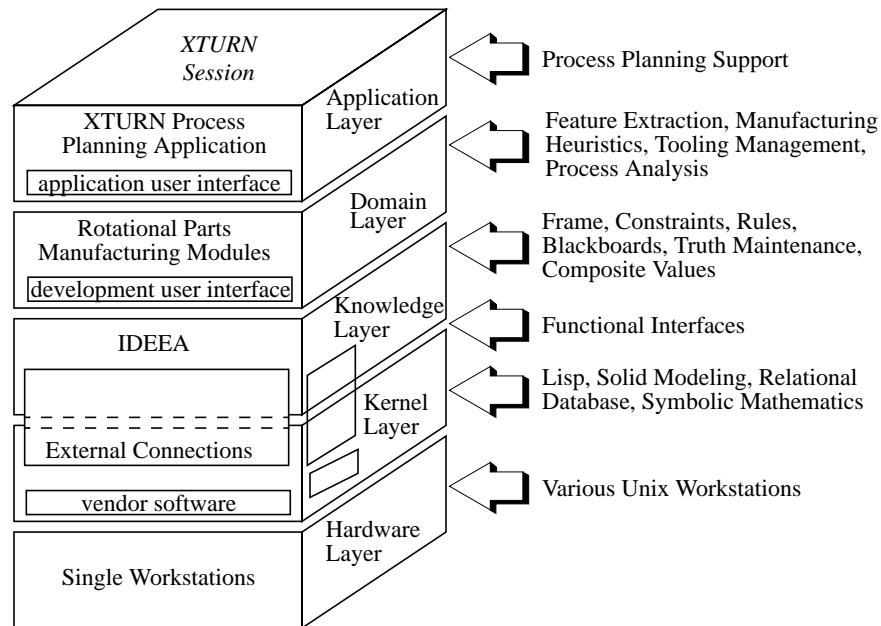 XTURN
Session
Process Planning Support
Application
Layer
XTURN Process
Planning Application
application user interface
Feature Extraction, Manufacturing
Heuristics, Tooling Management,
Process Analysis
Domain
Layer
Rotational Parts
Manufacturing Modules
development user interface
Frame, Constraints, Rules,
Blackboards, Truth Maintenance,
Composite Values
Knowledge
Layer
IDEEA
Functional Interfaces
Kernel
Layer
External Connections
vendor software
Lisp, Solid Modeling, Relational
Database, Symbolic Mathematics
Various Unix Workstations
Hardware
Layer
Single Workstations